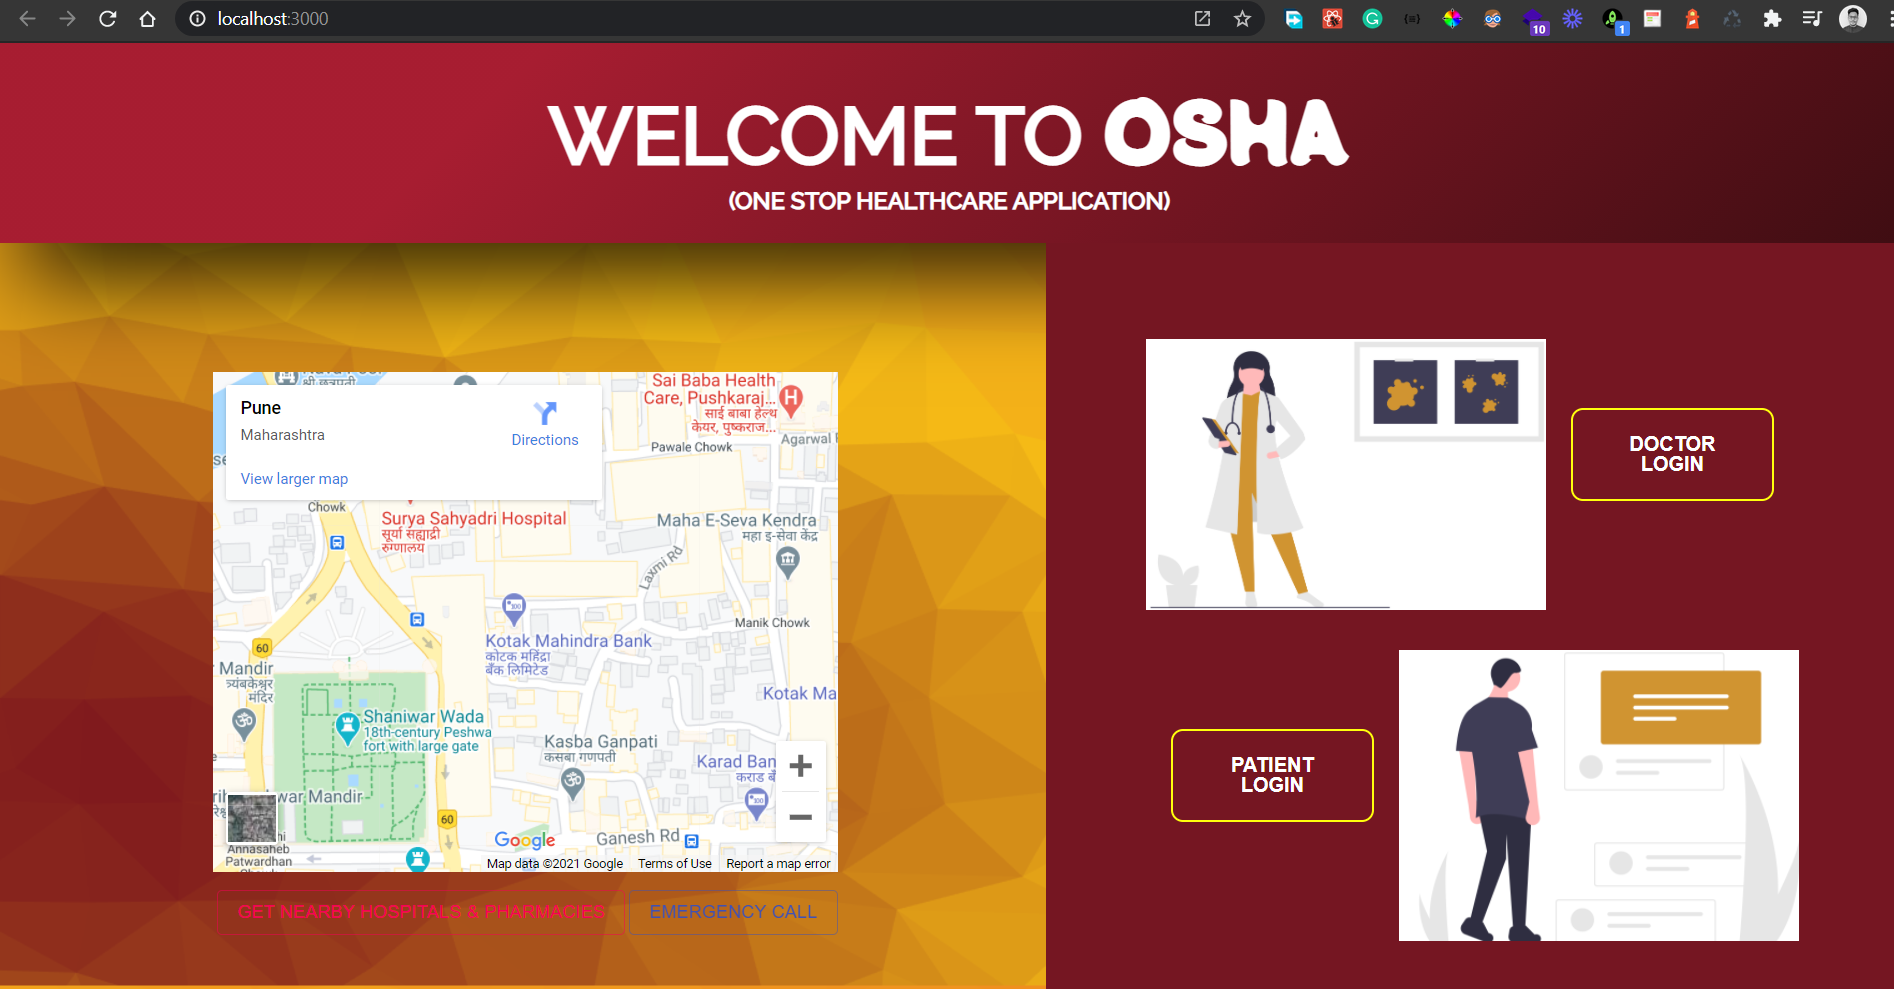 localhost:3000
10
1
WELCOME TO OSHA
(ONE STOP HEALTHCARE APPLICATION)
Pune
Maharashtra
Directions
View larger map
श्री छत्रपती
Sai Baba Health
Care, Pushkaraj...
साई बाबा हेल्थ
केयर, पुष्कराज...
Agarwal
Pawale Chowk
Chowk
Surya Sahyadri Hospital
सूर्या सह्याद्री
रुग्णालय
Maha E-Seva Kendra
महा इ-सेवा केंद्र
Laxmi Rd
Manik Chowk
Kotak Mahindra Bank
कोटक महिंद्रा
बँक लिमिटेड
60
Mandir
त्र्यंबकेश्वर
मंदिर
Kotak Ma
Shaniwar Wada
18th-century Peshwa
fort with large gate
Kasba Ganpati
कसबा गणपती
Karad Ban
कराड बँ
war Mandir
60
Annasaheb
Patwardhan
Google
Ganesh Rd
Map data ©2021 Google
Terms of Use
Report a map error
GET NEARBY HOSPITALS & PHARMACIES
EMERGENCY CALL
DOCTOR
LOGIN
PATIENT
LOGIN